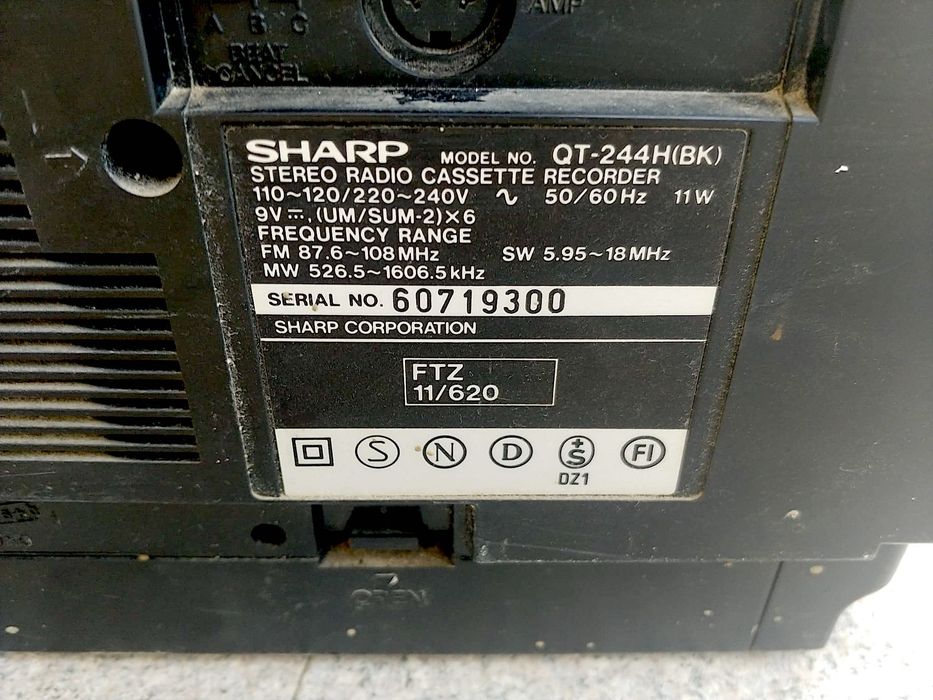 AMP
A B C
BEAT
CANCEL
SHARP MODEL NO. QT-244H(BK)
STEREO RADIO CASSETTE RECORDER
110~120/220~240V ∿ 50/60Hz 11W
9V ⎓, (UM/SUM-2)×6
FREQUENCY RANGE
FM 87.6~108MHz SW 5.95~18MHz
MW 526.5~1606.5kHz
SERIAL NO. 60719300
SHARP CORPORATION
FTZ
11/620
S N D +S FI
DZ1
OPEN